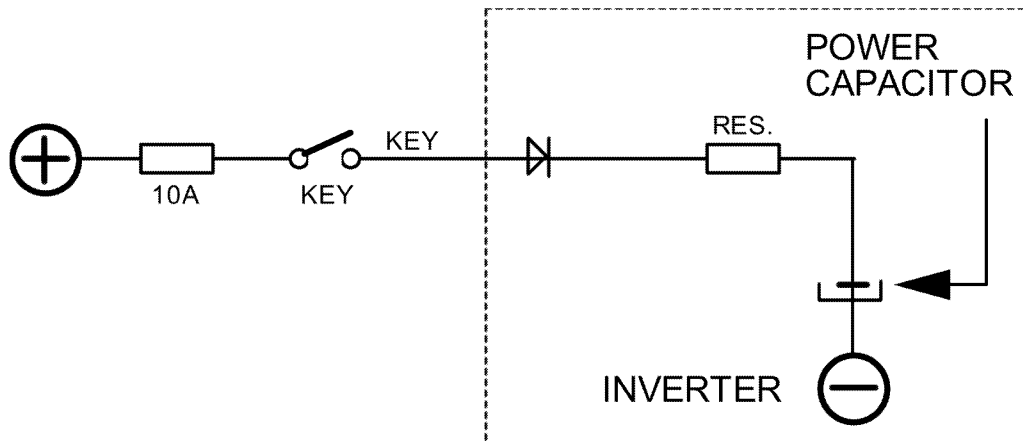 POWER
CAPACITOR
KEY
RES.
10A
KEY
INVERTER